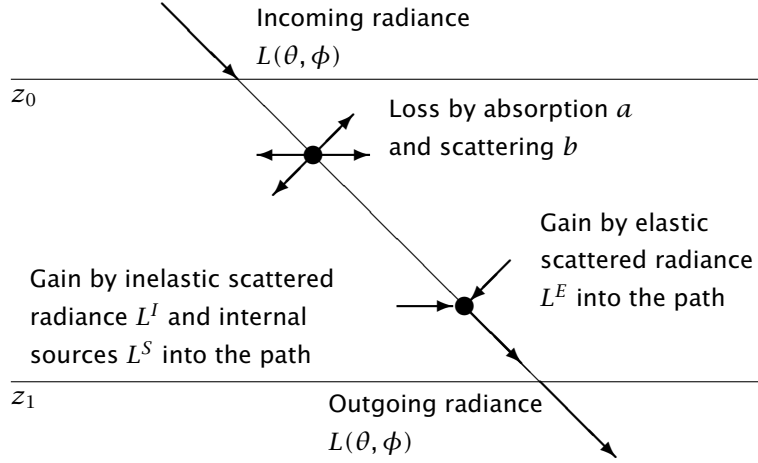 Incoming radiance
L(θ, ϕ)
z₀
Loss by absorption a
and scattering b
Gain by elastic
scattered radiance
Lᴱ into the path
Gain by inelastic scattered
radiance Lᴵ and internal
sources Lˢ into the path
z₁
Outgoing radiance
L(θ, ϕ)